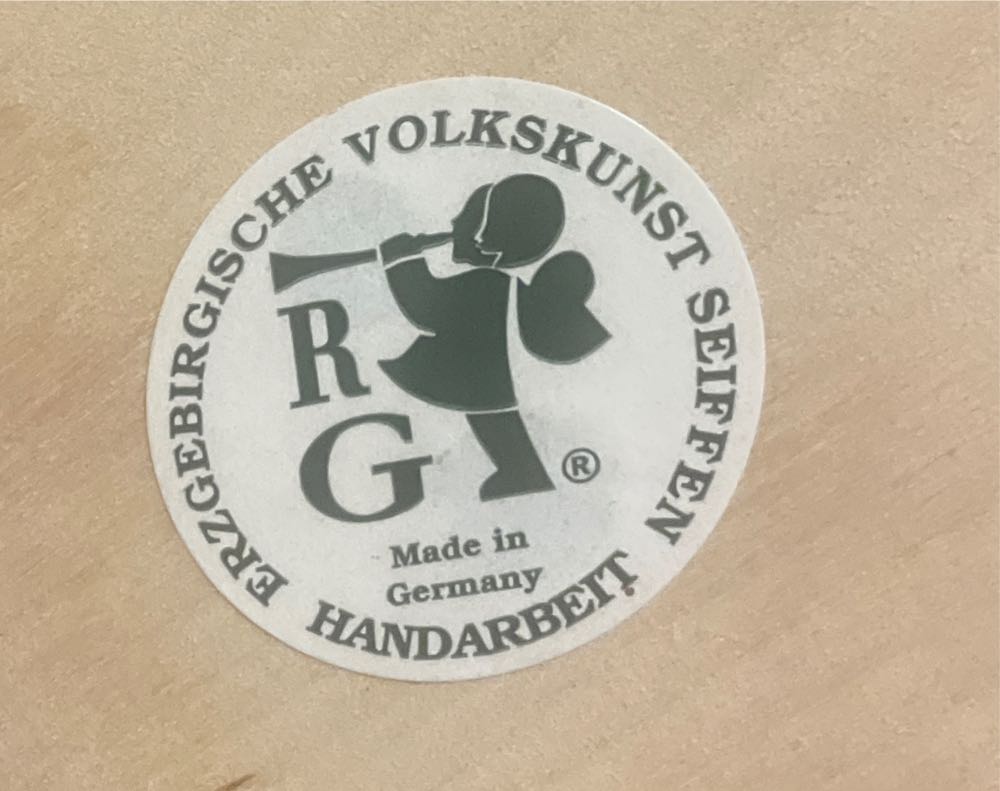 ERZGEBIRGISCHE VOLKSKUNST SEIFFEN
R
G ®
Made in
Germany
HANDARBEIT